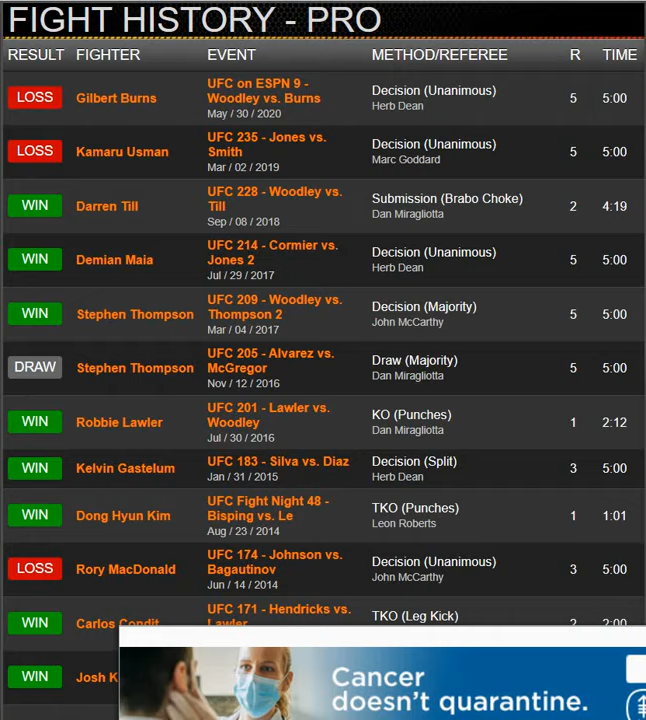 FIGHT HISTORY - PRO
RESULT FIGHTER EVENT METHOD/REFEREE R TIME
LOSS Gilbert Burns UFC on ESPN 9 - Woodley vs. Burns May / 30 / 2020 Decision (Unanimous) Herb Dean 5 5:00
LOSS Kamaru Usman UFC 235 - Jones vs. Smith Mar / 02 / 2019 Decision (Unanimous) Marc Goddard 5 5:00
WIN Darren Till UFC 228 - Woodley vs. Till Sep / 08 / 2018 Submission (Brabo Choke) Dan Miragliotta 2 4:19
WIN Demian Maia UFC 214 - Cormier vs. Jones 2 Jul / 29 / 2017 Decision (Unanimous) Herb Dean 5 5:00
WIN Stephen Thompson UFC 209 - Woodley vs. Thompson 2 Mar / 04 / 2017 Decision (Majority) John McCarthy 5 5:00
DRAW Stephen Thompson UFC 205 - Alvarez vs. McGregor Nov / 12 / 2016 Draw (Majority) Dan Miragliotta 5 5:00
WIN Robbie Lawler UFC 201 - Lawler vs. Woodley Jul / 30 / 2016 KO (Punches) Dan Miragliotta 1 2:12
WIN Kelvin Gastelum UFC 183 - Silva vs. Diaz Jan / 31 / 2015 Decision (Split) Herb Dean 3 5:00
WIN Dong Hyun Kim UFC Fight Night 48 - Bisping vs. Le Aug / 23 / 2014 TKO (Punches) Leon Roberts 1 1:01
LOSS Rory MacDonald UFC 174 - Johnson vs. Bagautinov Jun / 14 / 2014 Decision (Unanimous) John McCarthy 3 5:00
WIN Carlos Condit UFC 171 - Hendricks vs. Lawler TKO (Leg Kick) 2 2:00
WIN Josh K
Cancer
doesn't quarantine.